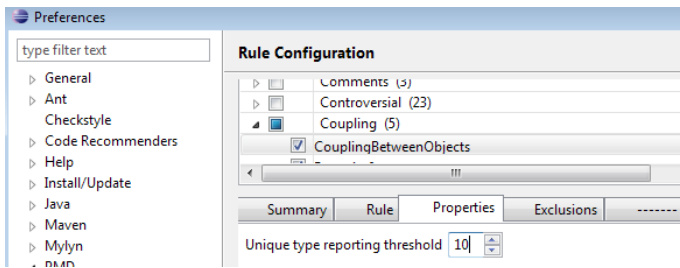 Preferences
type filter text
General
Ant
Checkstyle
Code Recommenders
Help
Install/Update
Java
Maven
Mylyn
PMD
Rule Configuration
Comments (3)
Controversial (23)
Coupling (5)
CouplingBetweenObjects
Summary Rule Properties Exclusions -------
Unique type reporting threshold 10